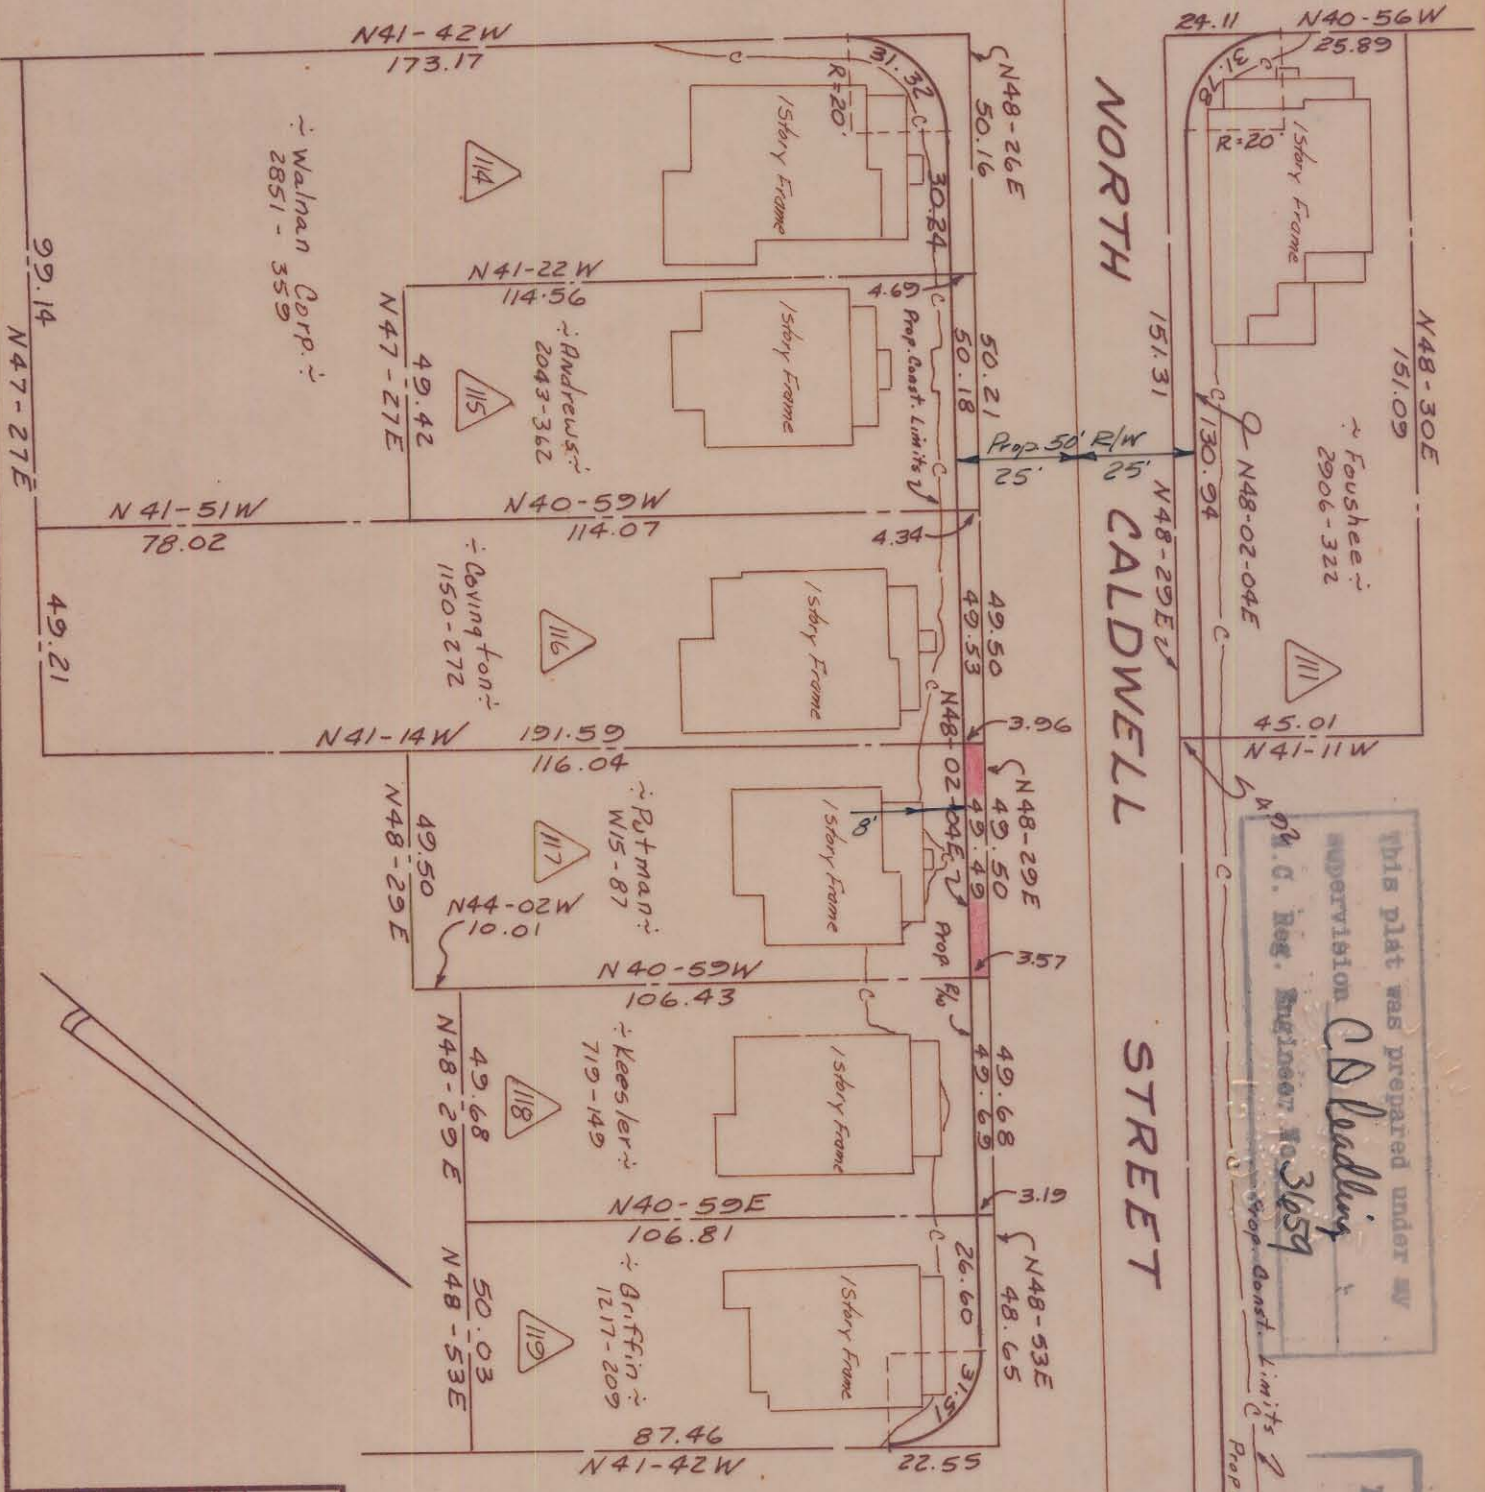 N41-42W
173.17
31.32
R=20'
C
C
N48-26E
50.16
30.24
1 Story Frame
114
~ Walnan Corp. ~
2851 - 359
99.14
N47-27E
N41-22W
114.56
4.69
C
Prop. Const. Limits
50.21
50.18
1 Story Frame
~ Andrews ~
2043-362
115
49.42
N47-27E
C
N41-51W
78.02
N40-59W
114.07
4.34
49.50
49.53
1 Story Frame
116
~ Covington ~
1150-272
49.21
C
N41-14W
191.59
116.04
3.96
N48-29E
49.50
49.49
N48-02-04E
Prop R/W
8'
1 Story Frame
~ Putman ~
W15-87
117
49.50
N48-29E
N44-02W
10.01
N40-59W
106.43
3.57
C
49.68
49.69
1 Story Frame
~ Keesler ~
719-149
118
49.68
N48-29E
N40-59E
106.81
3.19
C
N48-53E
48.65
26.60
31.51
1 Story Frame
~ Griffin ~
1217-209
119
50.03
N48-53E
87.46
N41-42W
22.55
NORTH CALDWELL STREET
Prop. 50' R/W
25'
25'
24.11
N40-56W
25.89
31.78
C
R=20'
1 Story Frame
N48-30E
151.09
151.31
N48-29E
130.94
N48-02-04E
~ Foushee ~
2906-322
111
45.01
N41-11W
C
C
C
C
This plat was prepared under my
supervision
N.C. Reg. Engineer No 3659
Prop. Const. Limits
C
Prop